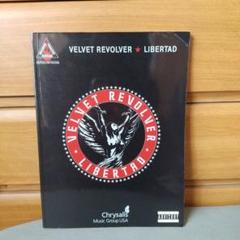 VELVET REVOLVER ★ LIBERTAD
VELVET REVOLVER
LIBERTAD
Chrysalis
Music Group USA